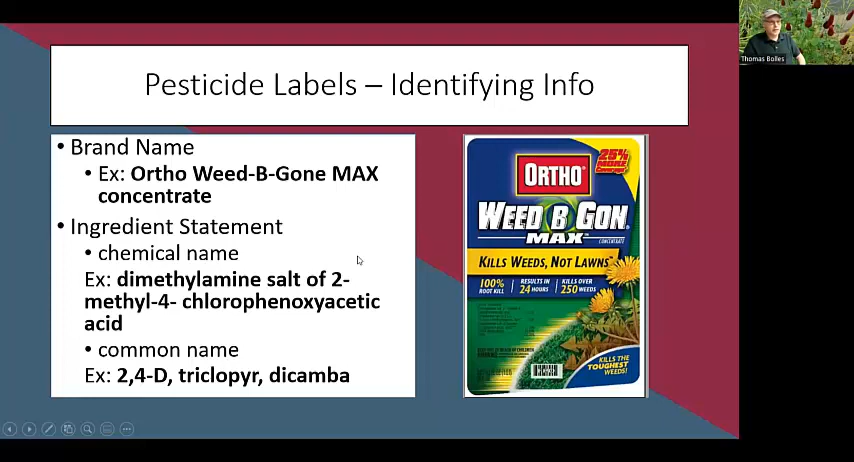 Pesticide Labels – Identifying Info
• Brand Name
• Ex: Ortho Weed-B-Gone MAX
concentrate
• Ingredient Statement
• chemical name
Ex: dimethylamine salt of 2-
methyl-4- chlorophenoxyacetic
acid
• common name
Ex: 2,4-D, triclopyr, dicamba
25%
MORE
Coverage
ORTHO
WEED B GON
MAX
CONCENTRATE
KILLS WEEDS, NOT LAWNS
100%
ROOT KILL
RESULTS IN
24 HOURS
KILLS OVER
250 WEEDS
KILLS THE
TOUGHEST
WEEDS!
Thomas Bolles